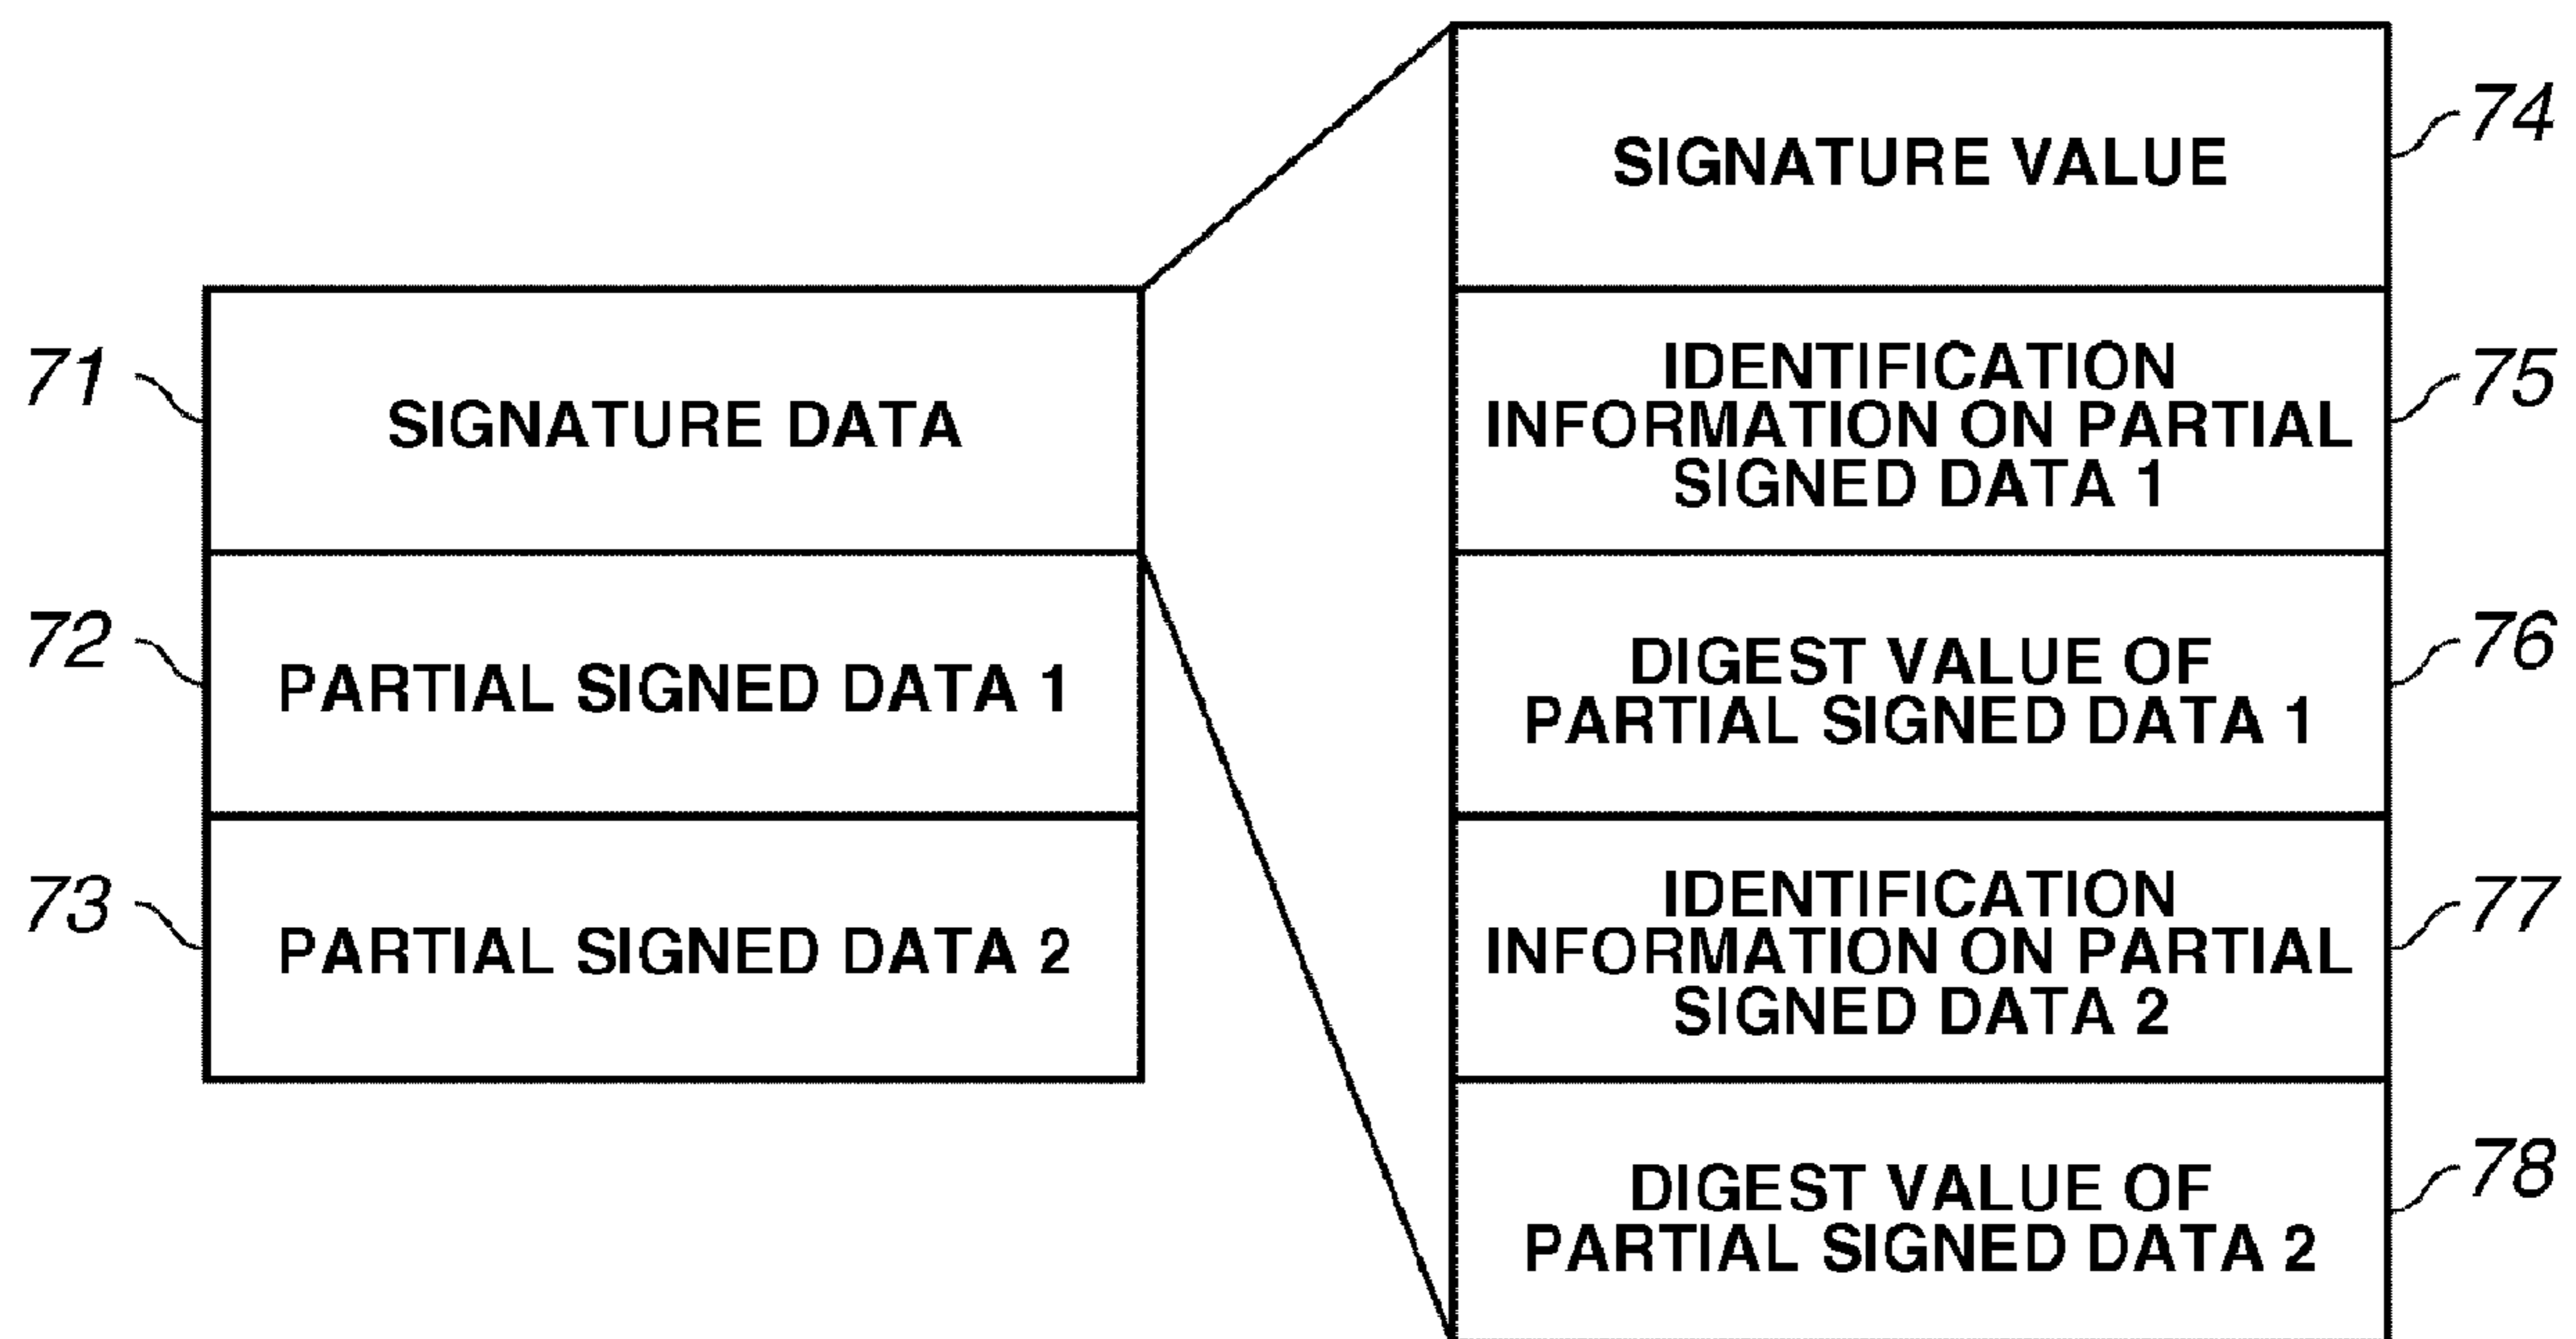 71
SIGNATURE DATA
72
PARTIAL SIGNED DATA 1
73
PARTIAL SIGNED DATA 2
SIGNATURE VALUE
74
IDENTIFICATION
INFORMATION ON PARTIAL
SIGNED DATA 1
75
DIGEST VALUE OF
PARTIAL SIGNED DATA 1
76
IDENTIFICATION
INFORMATION ON PARTIAL
SIGNED DATA 2
77
DIGEST VALUE OF
PARTIAL SIGNED DATA 2
78